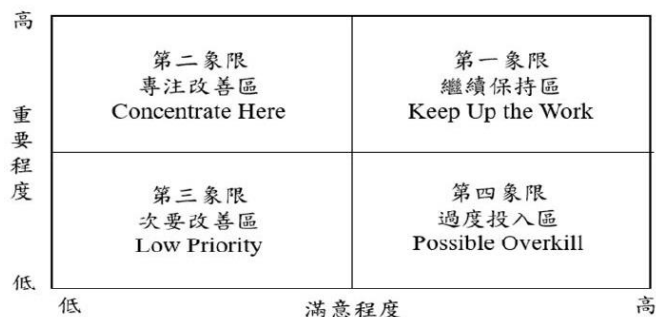 高
第二象限
專注改善區
Concentrate Here
第一象限
繼續保持區
Keep Up the Work
重要程度
第三象限
次要改善區
Low Priority
第四象限
過度投入區
Possible Overkill
低
低
滿意程度
高